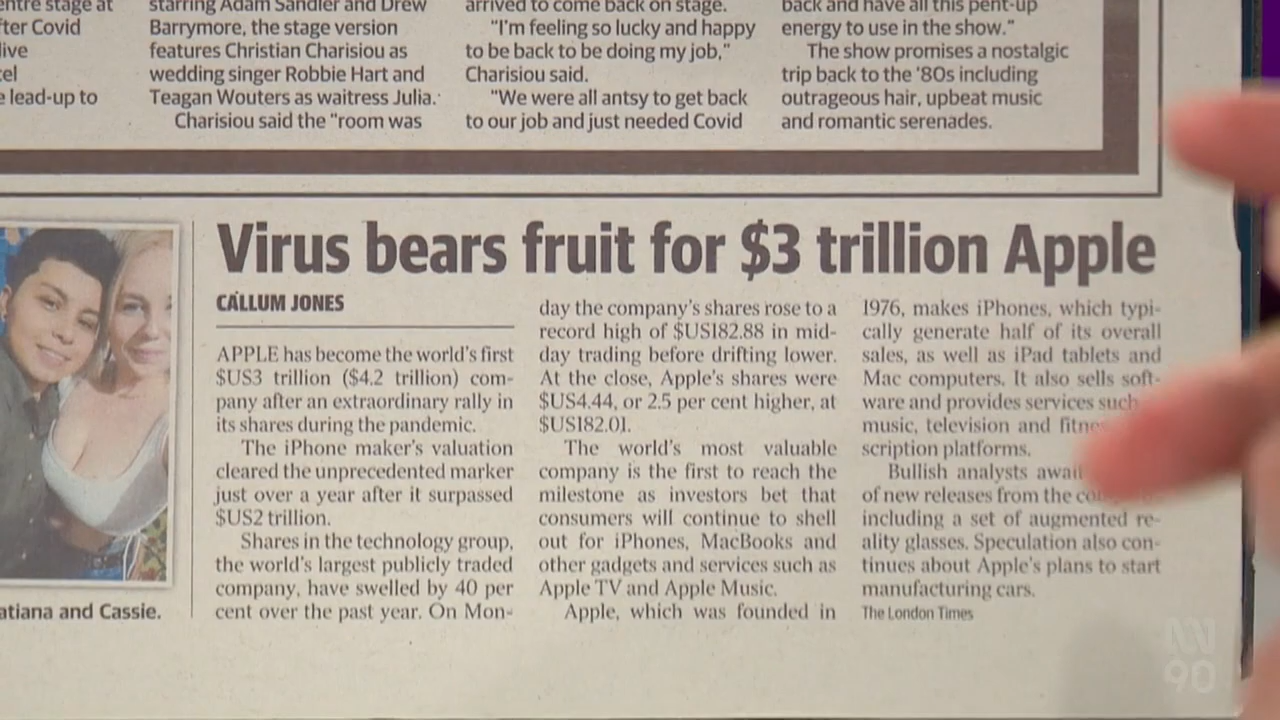 entre stage at
fter Covid
live
cel
e lead-up to
starring Adam Sandler and Drew
Barrymore, the stage version
features Christian Charisiou as
wedding singer Robbie Hart and
Teagan Wouters as waitress Julia.
Charisiou said the "room was
arrived to come back on stage.
"I'm feeling so lucky and happy
to be back to be doing my job,"
Charisiou said.
"We were all antsy to get back
to our job and just needed Covid
back and have all this pent-up
energy to use in the show."
The show promises a nostalgic
trip back to the '80s including
outrageous hair, upbeat music
and romantic serenades.
atiana and Cassie.
Virus bears fruit for $3 trillion Apple
CALLUM JONES
APPLE has become the world's first
$US3 trillion ($4.2 trillion) com-
pany after an extraordinary rally in
its shares during the pandemic.
The iPhone maker's valuation
cleared the unprecedented marker
just over a year after it surpassed
$US2 trillion.
Shares in the technology group,
the world's largest publicly traded
company, have swelled by 40 per
cent over the past year. On Mon-
day the company's shares rose to a
record high of $US182.88 in mid-
day trading before drifting lower.
At the close, Apple's shares were
$US4.44, or 2.5 per cent higher, at
$US182.01.
The world's most valuable
company is the first to reach the
milestone as investors bet that
consumers will continue to shell
out for iPhones, MacBooks and
other gadgets and services such as
Apple TV and Apple Music.
Apple, which was founded in
1976, makes iPhones, which typi-
cally generate half of its overall
sales, as well as iPad tablets and
Mac computers. It also sells soft-
ware and provides services such
music, television and fitne
scription platforms.
Bullish analysts await
of new releases from the co
including a set of augmented re-
ality glasses. Speculation also con-
tinues about Apple's plans to start
manufacturing cars.
The London Times
90